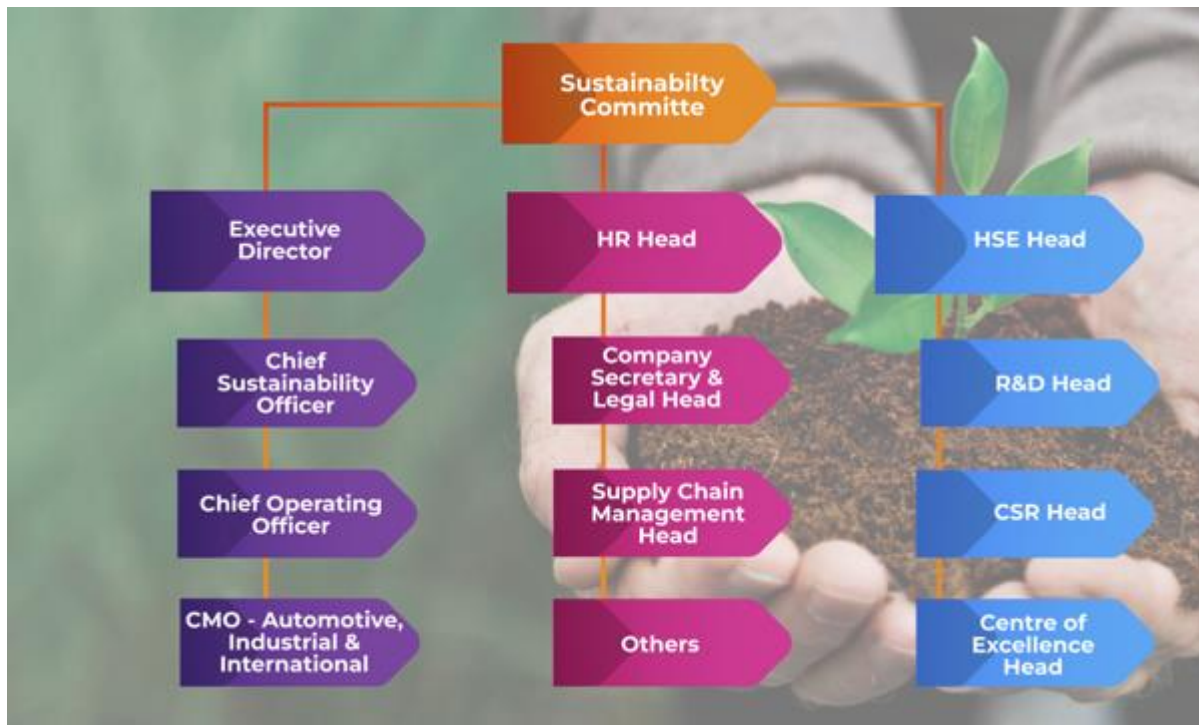 Sustainabilty
Committe
Executive
Director
HR Head
HSE Head
Chief
Sustainability
Officer
Company
Secretary &
Legal Head
R&D Head
Chief Operating
Officer
Supply Chain
Management
Head
CSR Head
CMO - Automotive,
Industrial &
International
Others
Centre of
Excellence
Head